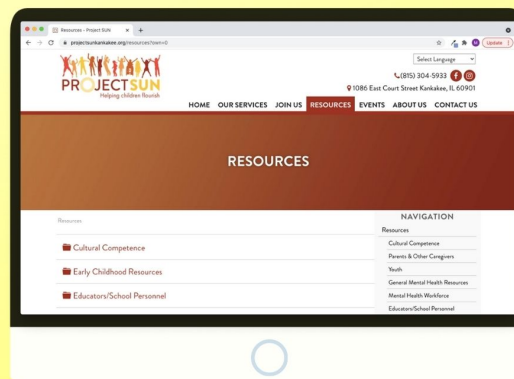 Resources - Project SUN
projectsunkankakee.org/resources/?own=0
Update
Select Language
PROJECTSUN
Helping children flourish
(815) 304-5933
1086 East Court Street Kankakee, IL 60901
HOME OUR SERVICES JOIN US RESOURCES EVENTS ABOUT US CONTACT US
RESOURCES
Resources
Cultural Competence
Early Childhood Resources
Educators/School Personnel
NAVIGATION
Resources
Cultural Competence
Parents & Other Caregivers
Youth
General Mental Health Resources
Mental Health Workforce
Educators/School Personnel